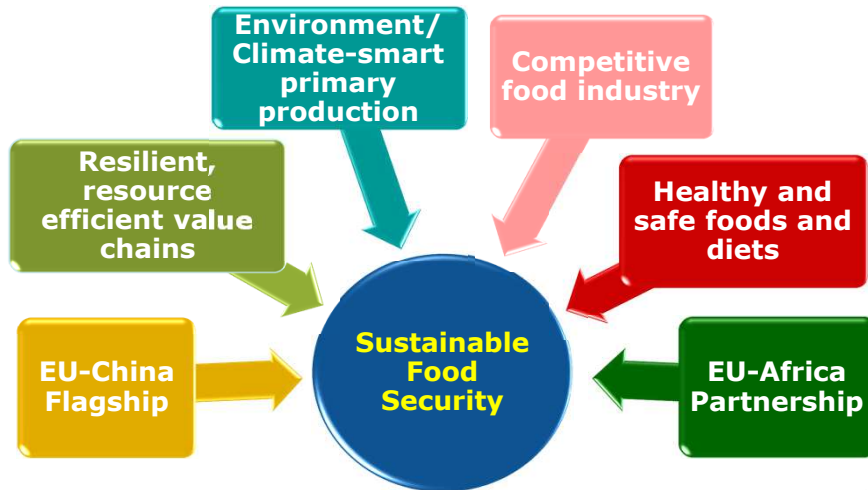 Environment/
Climate-smart
primary
production
Competitive
food industry
Resilient,
resource
efficient value
chains
Healthy and
safe foods and
diets
EU-China
Flagship
Sustainable
Food
Security
EU-Africa
Partnership